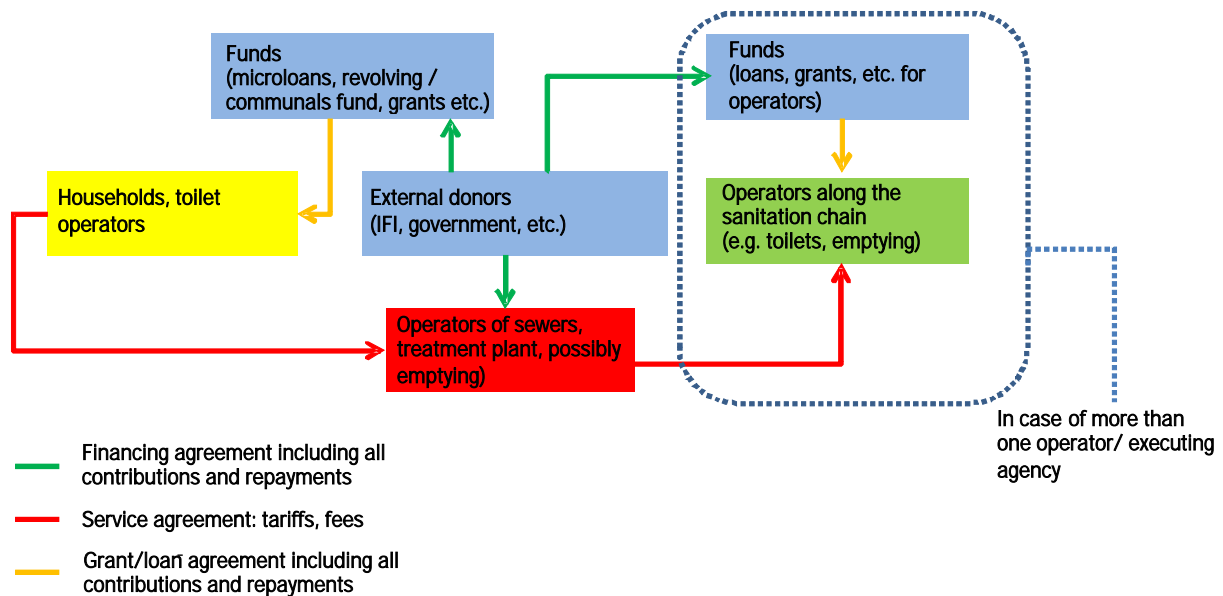 Funds
(microloans, revolving /
communals fund, grants etc.)
Funds
(loans, grants, etc. for
operators)
Households, toilet
operators
External donors
(IFI, government, etc.)
Operators along the
sanitation chain
(e.g. toilets, emptying)
Operators of sewers,
treatment plant, possibly
emptying)
In case of more than
one operator/ executing
agency
Financing agreement including all
contributions and repayments
Service agreement: tariffs, fees
Grant/loan agreement including all
contributions and repayments